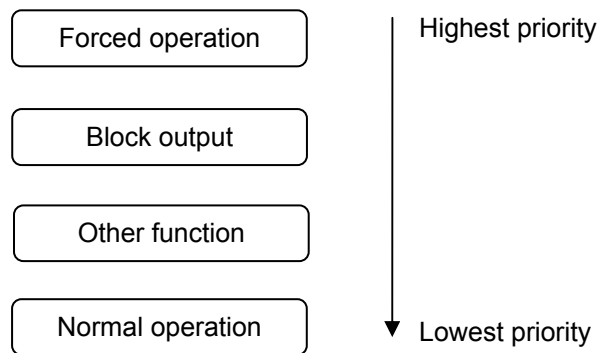 Forced operation
Highest priority
Block output
Other function
Normal operation
Lowest priority